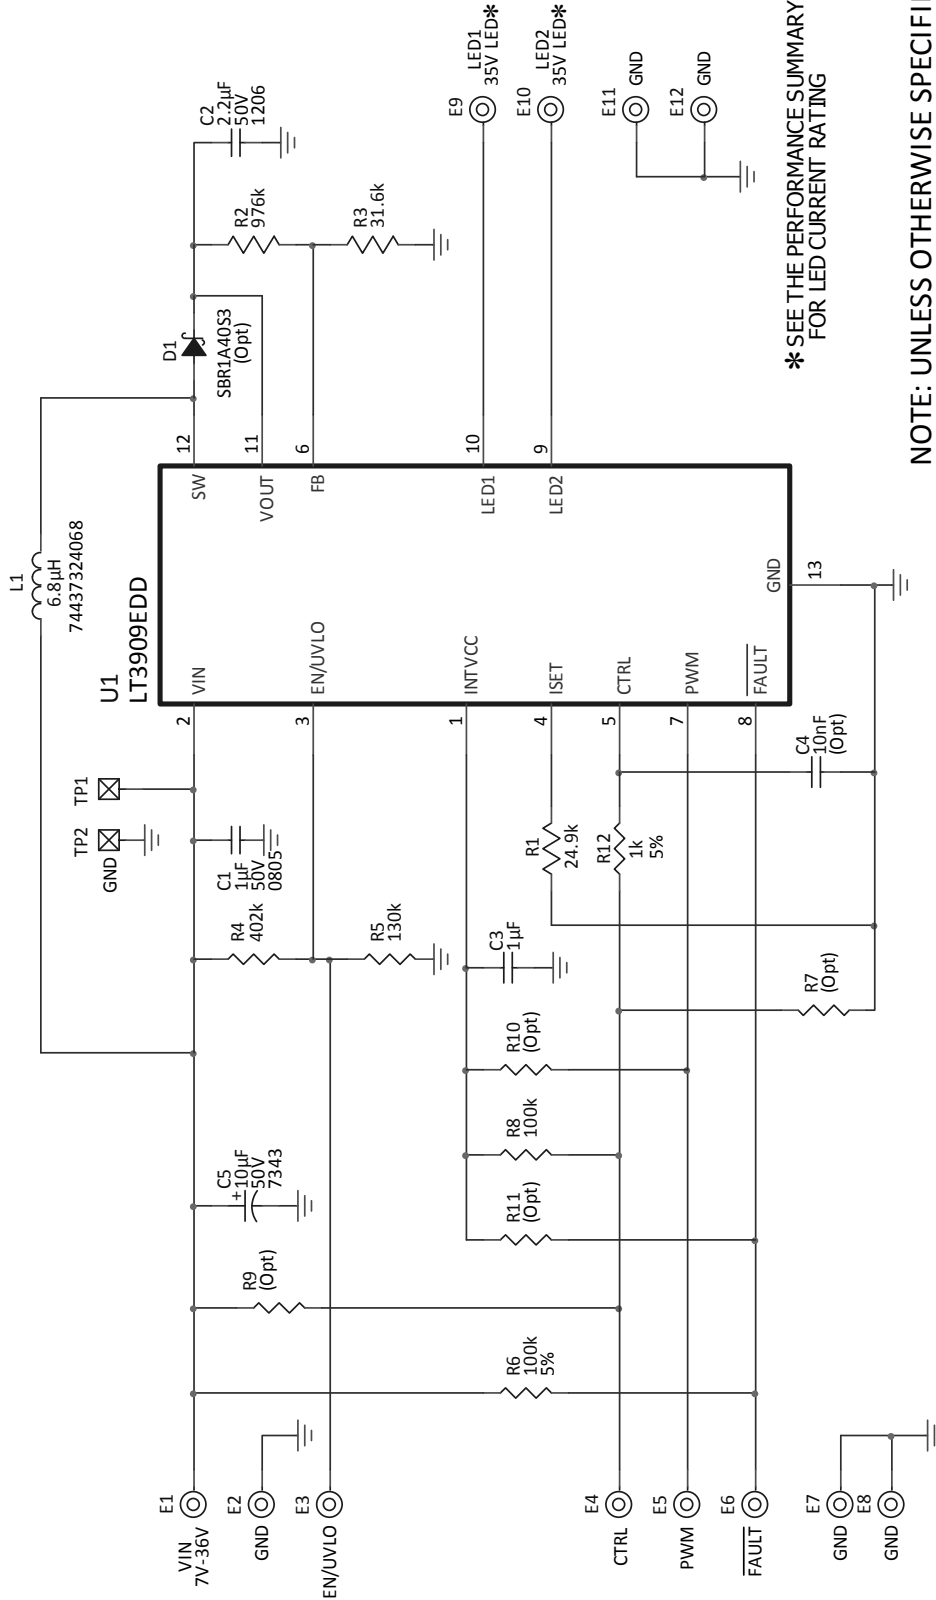 L1
6.8µH
74437324068
U1
LT3909EDD
TP2
GND
TP1
E1
VIN
7V-36V
E2
GND
E3
EN/UVLO
R9
(Opt)
C5
+
10µF
50V
7343
R4
402k
R5
130k
C1
1µF
50V
0805
2
VIN
3
EN/UVLO
1
INTVCC
4
ISET
5
CTRL
7
PWM
8
FAULT
SW
12
VOUT
11
FB
6
LED1
10
LED2
9
GND
13
D1
SBR1A40S3
(Opt)
R2
976k
R3
31.6k
C2
2.2µF
50V
1206
E9
LED1
35V LED*
E10
LED2
35V LED*
E11
GND
E12
GND
R6
100k
5%
R11
(Opt)
R8
100k
R10
(Opt)
C3
1µF
R1
24.9k
R12
1k
5%
R7
(Opt)
C4
10nF
(Opt)
E4
CTRL
E5
PWM
E6
FAULT
E7
GND
E8
GND
* SEE THE PERFORMANCE SUMMARY
FOR LED CURRENT RATING
NOTE: UNLESS OTHERWISE SPECIFI